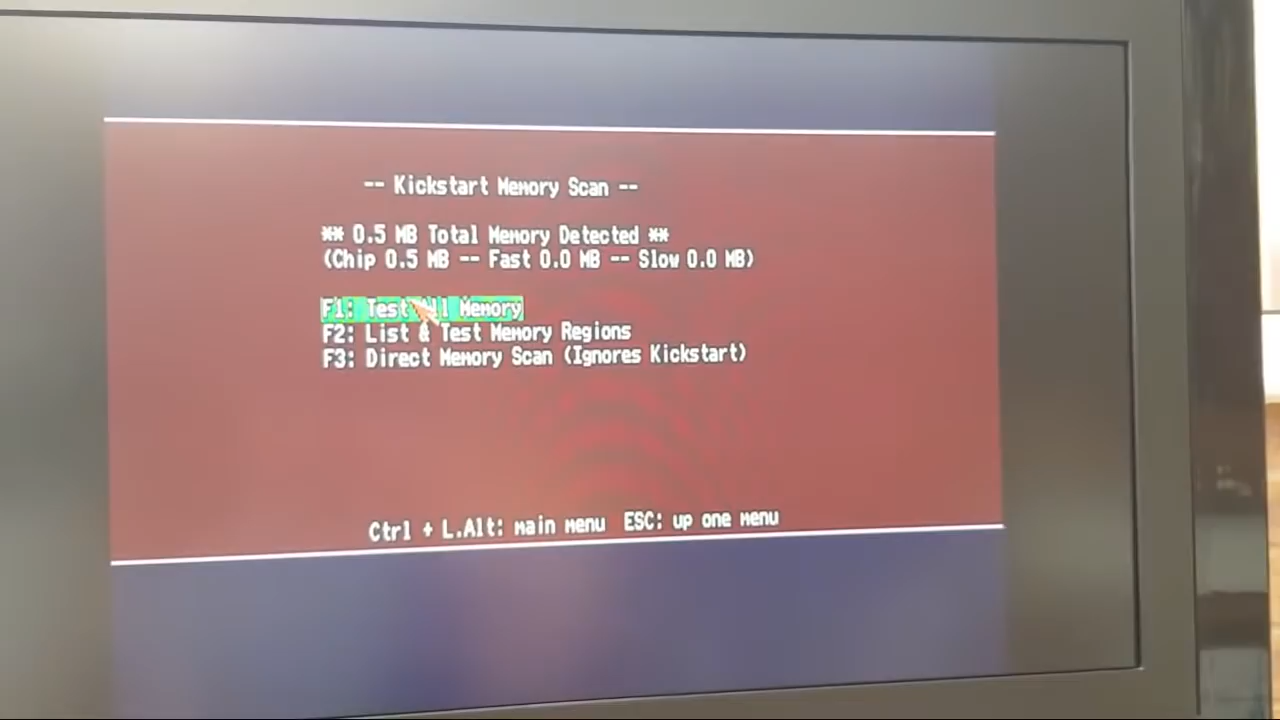 -- Kickstart Memory Scan --
** 0.5 MB Total Memory Detected **
(Chip 0.5 MB -- Fast 0.0 MB -- Slow 0.0 MB)
F1: Test All Memory
F2: List & Test Memory Regions
F3: Direct Memory Scan (Ignores Kickstart)
Ctrl + L.Alt: main menu ESC: up one menu